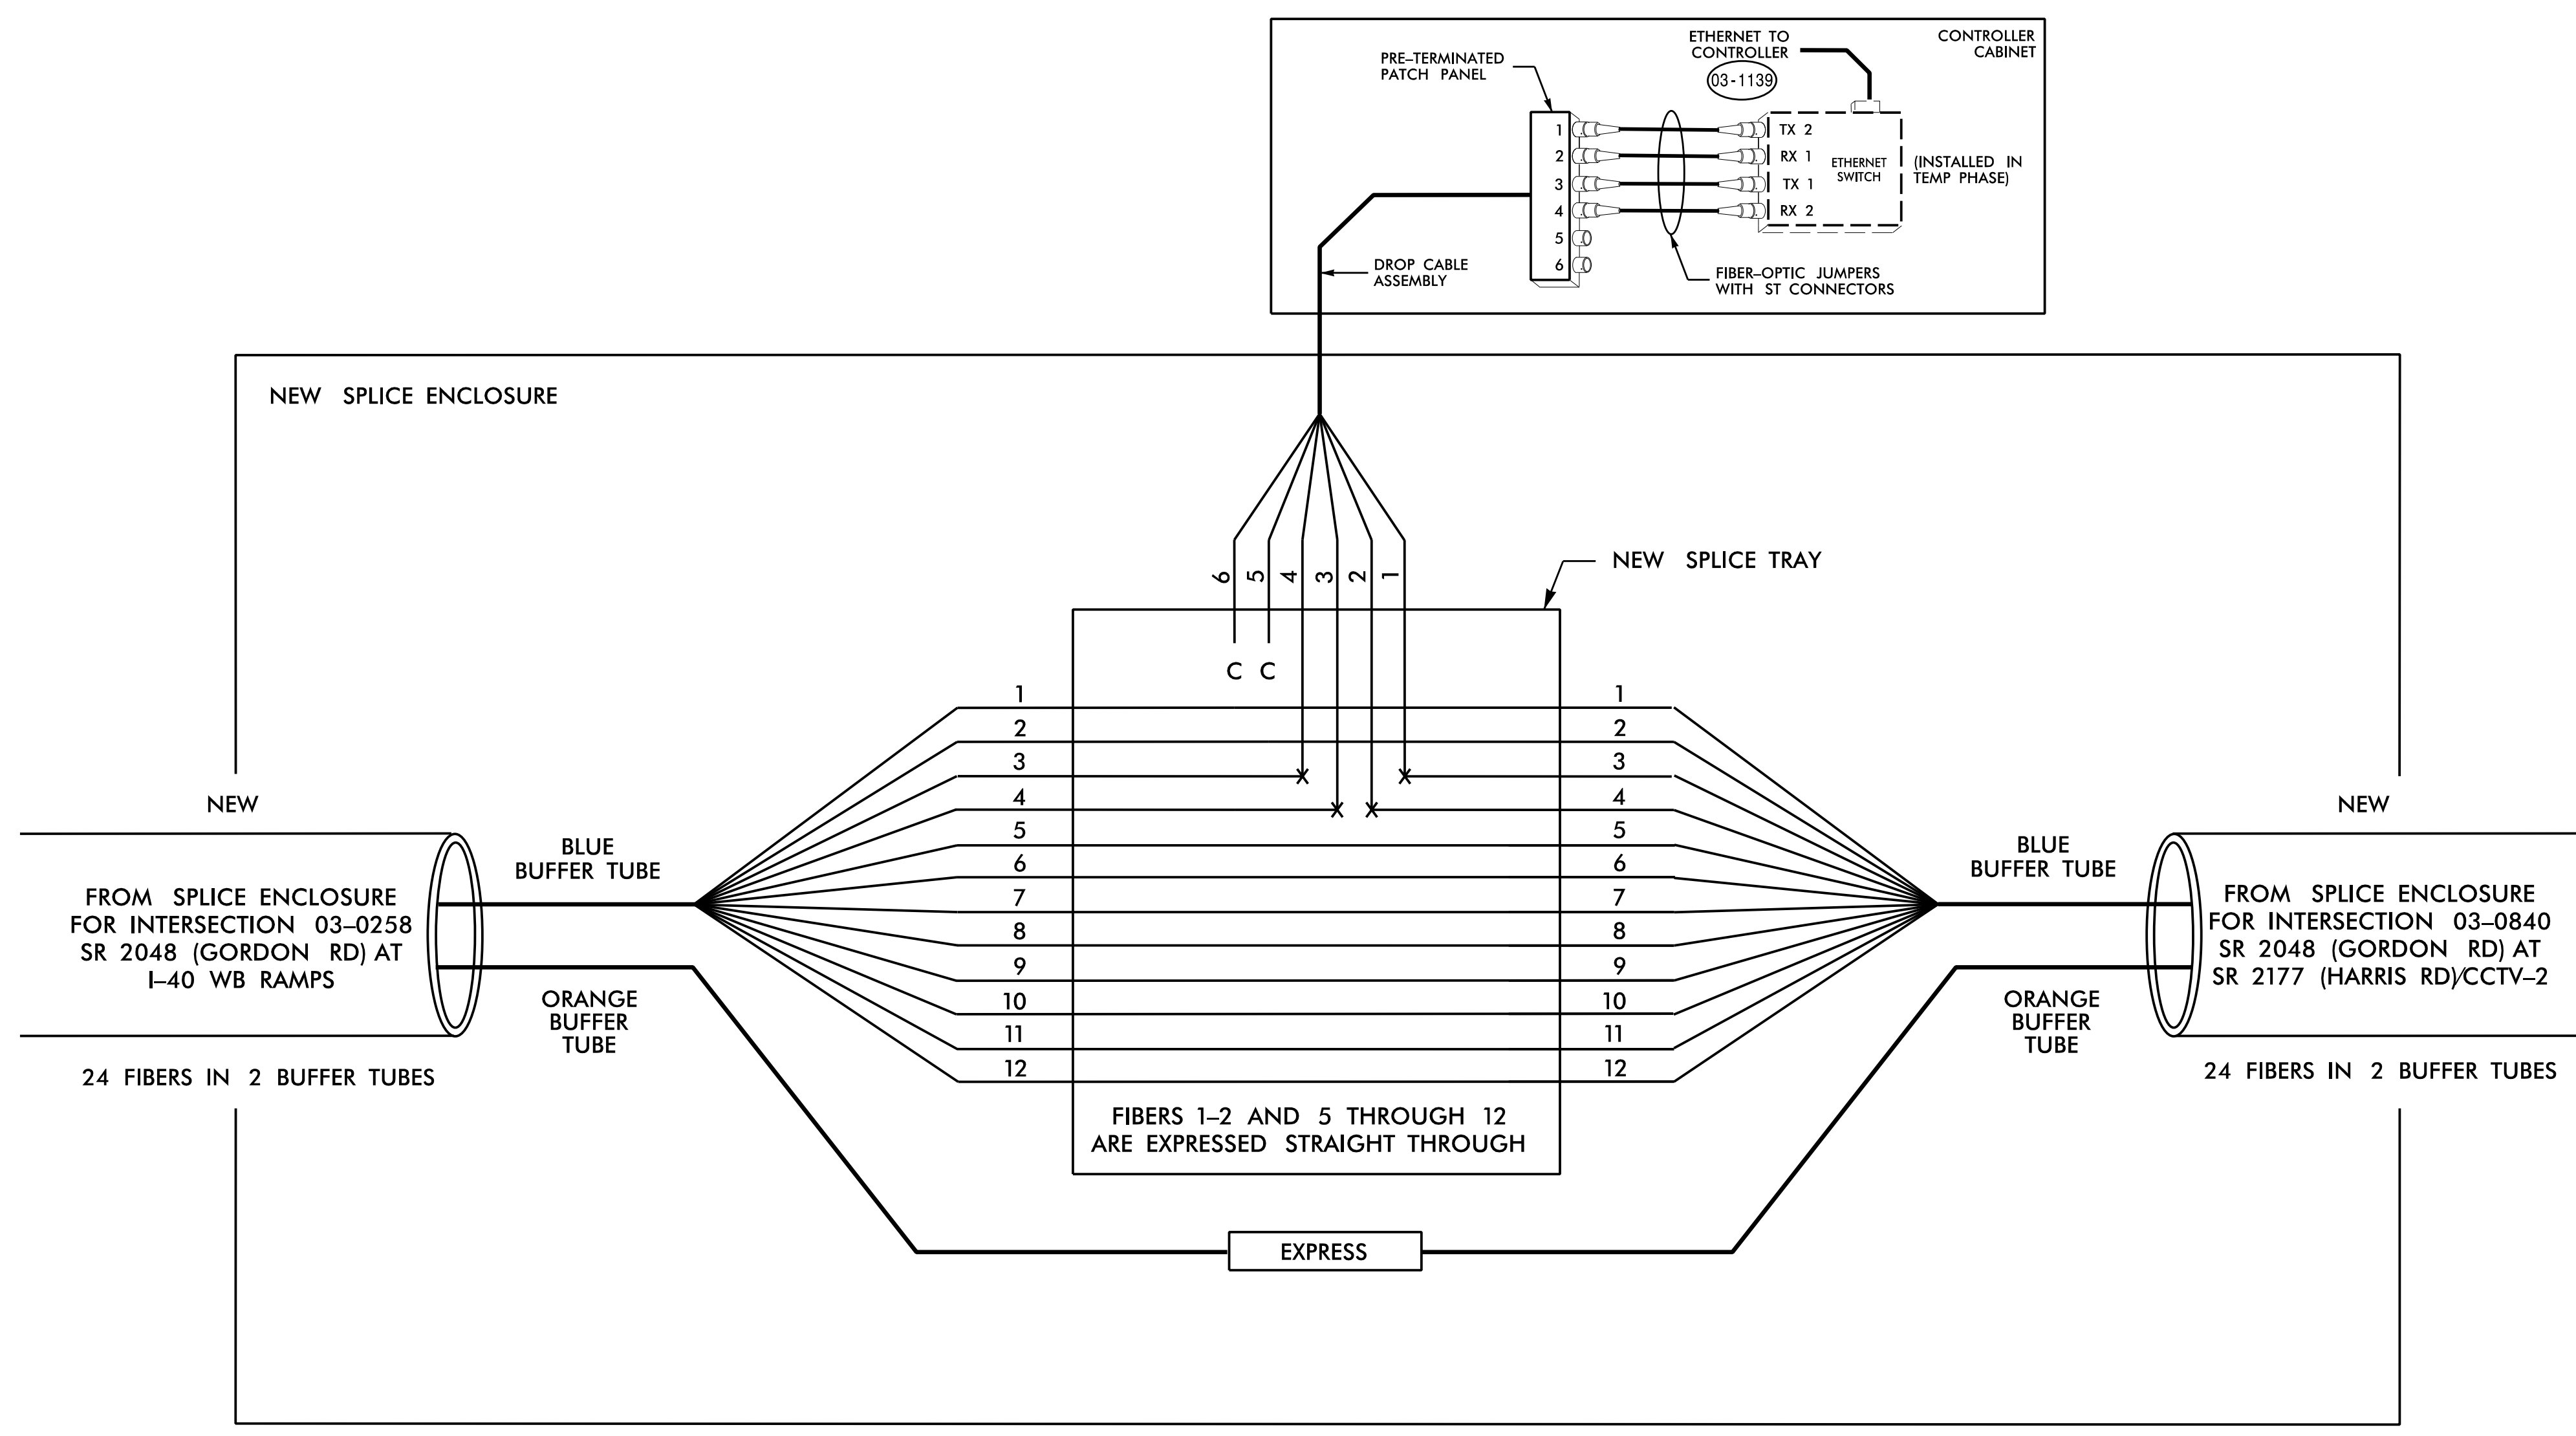 ETHERNET TO
CONTROLLER
03-1139
CONTROLLER
CABINET
PRE-TERMINATED
PATCH PANEL
1
2
3
4
5
6
TX 2
RX 1
TX 1
RX 2
ETHERNET
SWITCH
(INSTALLED IN
TEMP PHASE)
DROP CABLE
ASSEMBLY
FIBER-OPTIC JUMPERS
WITH ST CONNECTORS
NEW SPLICE ENCLOSURE
6 5 4 3 2 1
NEW SPLICE TRAY
C C
1 1
2 2
3 3
4 4
5 5
6 6
7 7
8 8
9 9
10 10
11 11
12 12
FIBERS 1-2 AND 5 THROUGH 12
ARE EXPRESSED STRAIGHT THROUGH
NEW
FROM SPLICE ENCLOSURE
FOR INTERSECTION 03-0258
SR 2048 (GORDON RD) AT
I-40 WB RAMPS
24 FIBERS IN 2 BUFFER TUBES
BLUE
BUFFER TUBE
ORANGE
BUFFER
TUBE
EXPRESS
BLUE
BUFFER TUBE
ORANGE
BUFFER
TUBE
NEW
FROM SPLICE ENCLOSURE
FOR INTERSECTION 03-0840
SR 2048 (GORDON RD) AT
SR 2177 (HARRIS RD)/CCTV-2
24 FIBERS IN 2 BUFFER TUBES